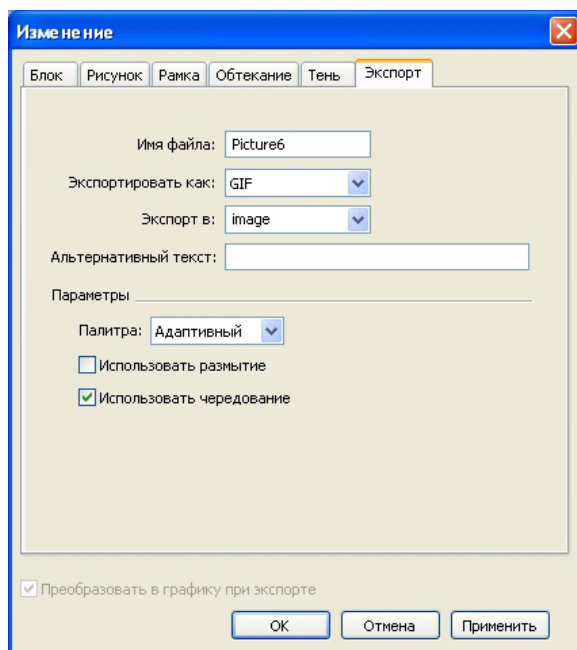 Изменение
Блок Рисунок Рамка Обтекание Тень Экспорт
Имя файла: Picture6
Экспортировать как: GIF
Экспорт в: image
Альтернативный текст:
Параметры
Палитра: Адаптивный
Использовать размытие
Использовать чередование
Преобразовать в графику при экспорте
OK Отмена Применить